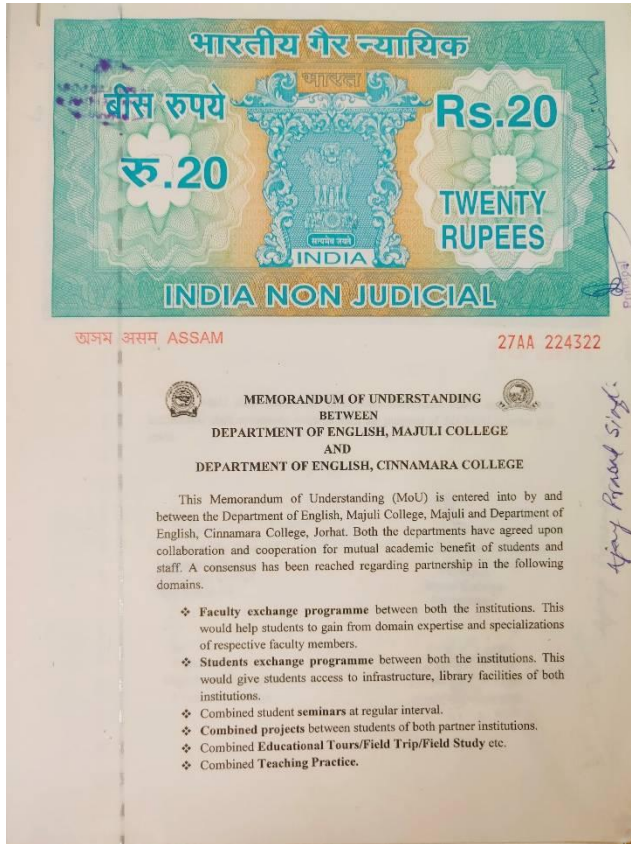 भारतीय गैर न्यायिक
भारत
बीस रुपये
रु.20
Rs.20
TWENTY
RUPEES
सत्यमेव जयते
INDIA
INDIA NON JUDICIAL
অসম असम ASSAM
27AA 224322
MEMORANDUM OF UNDERSTANDING
BETWEEN
DEPARTMENT OF ENGLISH, MAJULI COLLEGE
AND
DEPARTMENT OF ENGLISH, CINNAMARA COLLEGE
This Memorandum of Understanding (MoU) is entered into by and
between the Department of English, Majuli College, Majuli and Department of
English, Cinnamara College, Jorhat. Both the departments have agreed upon
collaboration and cooperation for mutual academic benefit of students and
staff. A consensus has been reached regarding partnership in the following
domains.
❖ Faculty exchange programme between both the institutions. This
would help students to gain from domain expertise and specializations
of respective faculty members.
❖ Students exchange programme between both the institutions. This
would give students access to infrastructure, library facilities of both
institutions.
❖ Combined student seminars at regular interval.
❖ Combined projects between students of both partner institutions.
❖ Combined Educational Tours/Field Trip/Field Study etc.
❖ Combined Teaching Practice.
Principal